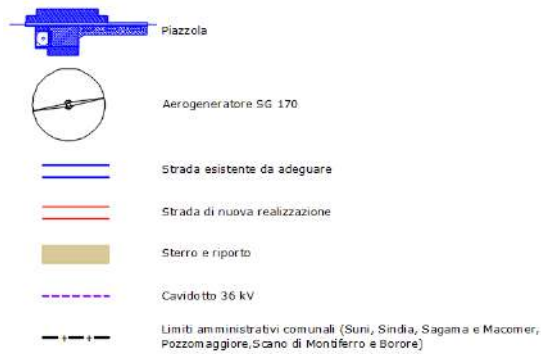 Piazzola
Aerogeneratore SG 170
Strada esistente da adeguare
Strada di nuova realizzazione
Sterro e riporto
Cavidotto 36 kV
Limiti amministrativi comunali (Suni, Sindia, Sagama e Macomer,
Pozzomaggiore,Scano di Montiferro e Borore)